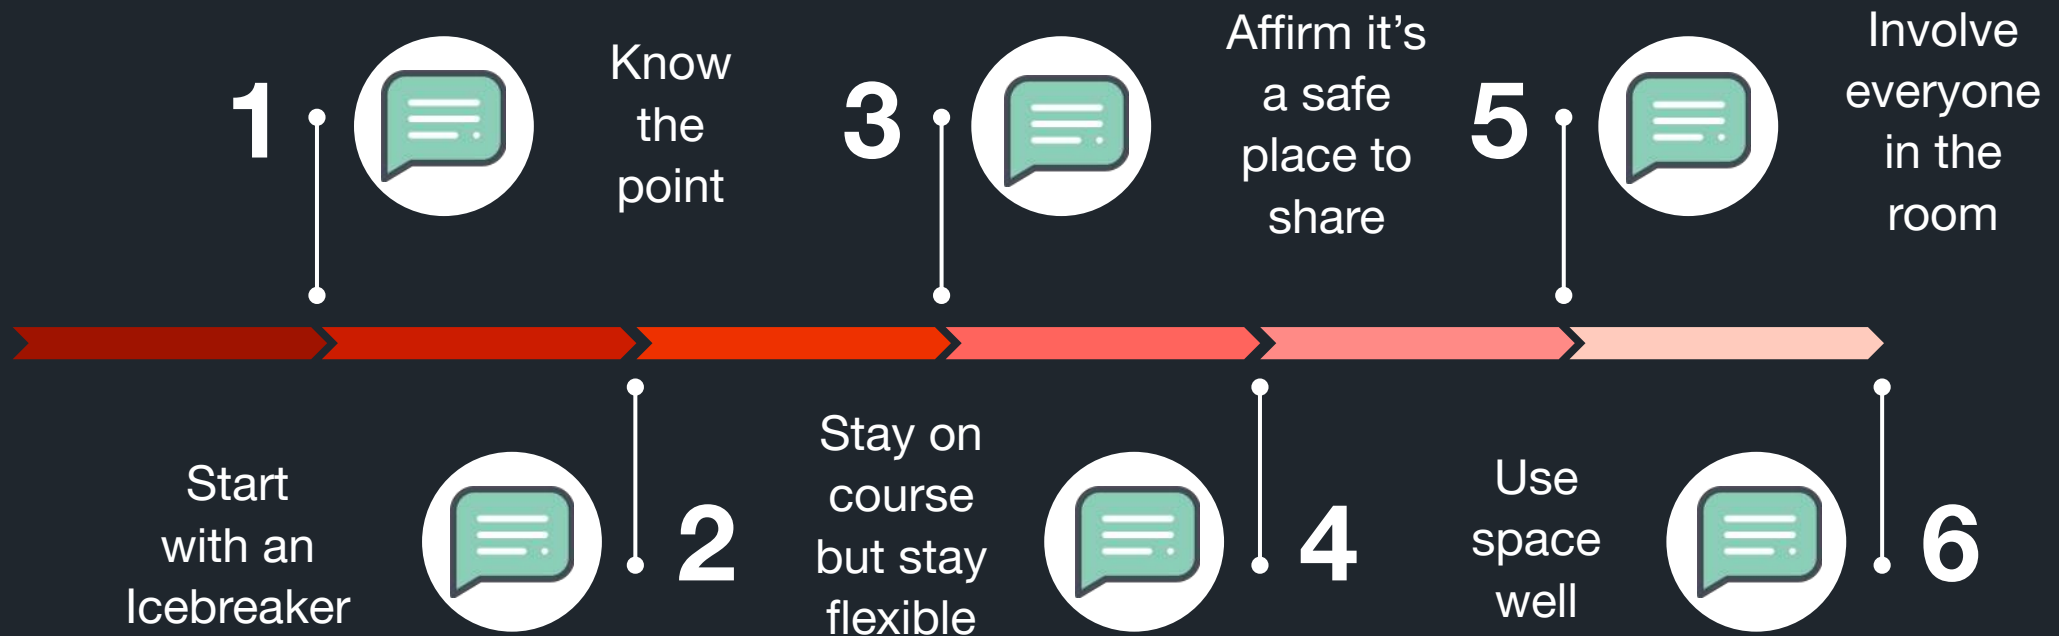 1
Know
the
point
Start
with an
Icebreaker
2
3
Affirm it's
a safe
place to
share
Stay on
course
but stay
flexible
4
5
Involve
everyone
in the
room
Use
space
well
6